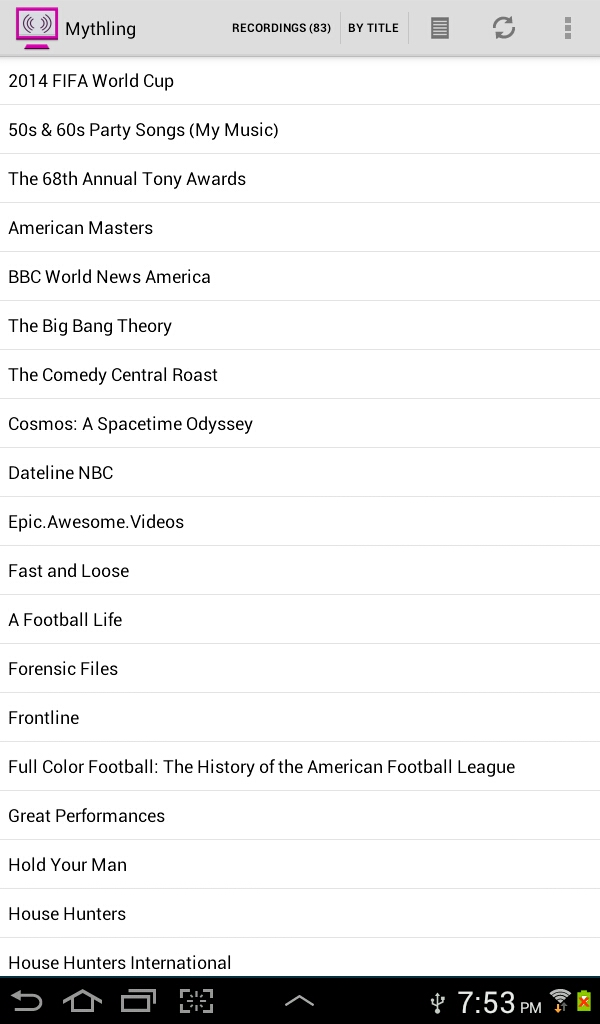 Mythling
RECORDINGS (83)
BY TITLE
2014 FIFA World Cup
50s & 60s Party Songs (My Music)
The 68th Annual Tony Awards
American Masters
BBC World News America
The Big Bang Theory
The Comedy Central Roast
Cosmos: A Spacetime Odyssey
Dateline NBC
Epic.Awesome.Videos
Fast and Loose
A Football Life
Forensic Files
Frontline
Full Color Football: The History of the American Football League
Great Performances
Hold Your Man
House Hunters
House Hunters International
7:53 PM